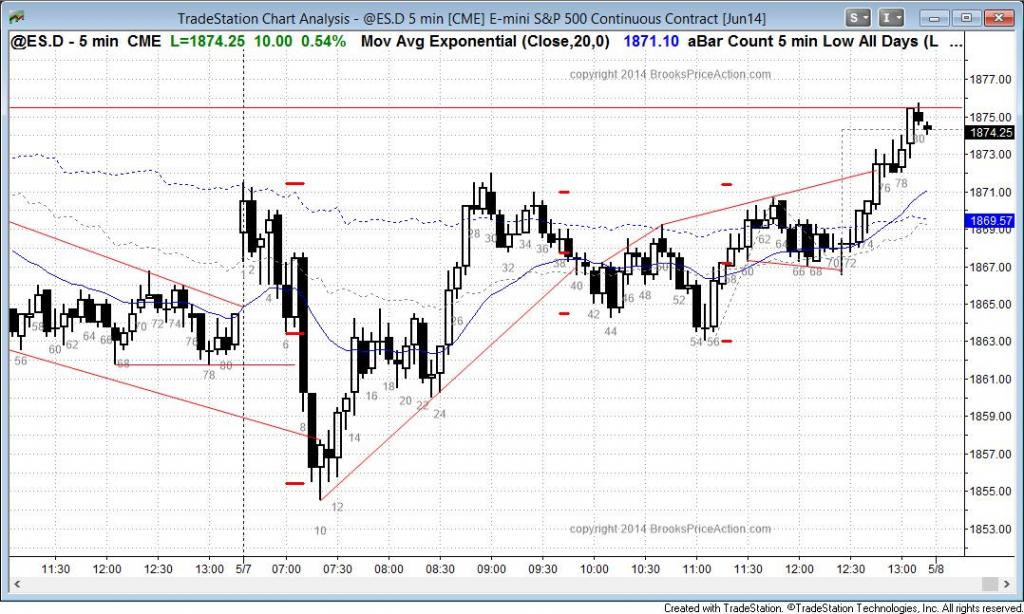 TradeStation Chart Analysis - @ES.D 5 min [CME] E-mini S&P 500 Continuous Contract [Jun14]
S I
@ES.D - 5 min CME L=1874.25 10.00 0.54% Mov Avg Exponential (Close,20,0) 1871.10 aBar Count 5 min Low All Days (L ...
copyright 2014 BrooksPriceAction.com
1877.00
1875.00
1874.25
1873.00
1871.00
1869.57
1869.00
1867.00
1865.00
1863.00
1861.00
1859.00
1857.00
1855.00
1853.00
56 58 60 62 64 66 68 70 72 74 76 78 80
2 4 6 8 10 12 14 16 18 20 22 24 26 28 30 32 34 36 38 40 42 44 46 48 50 52 54 56 58 60 62 64 66 68 70 72 74 76 78 80
copyright 2014 BrooksPriceAction.com
11:30 12:00 12:30 13:00 5/7 07:00 07:30 08:00 08:30 09:00 09:30 10:00 10:30 11:00 11:30 12:00 12:30 13:00 5/8
Created with TradeStation. ©TradeStation Technologies, Inc. All rights reserved.